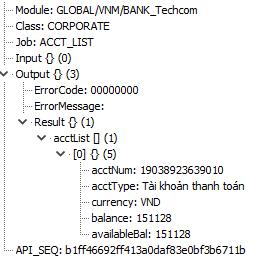 Module: GLOBAL/VNM/BANK_Techcom
Class: CORPORATE
Job: ACCT_LIST
Input {} (0)
Output {} (3)
ErrorCode: 00000000
ErrorMessage:
Result {} (1)
acctList [] (1)
[0] {} (5)
acctNum: 19038923639010
acctType: Tài khoản thanh toán
currency: VND
balance: 151128
availableBal: 151128
API_SEQ: b1ff46692ff413a0daf83e0bf3b6711b